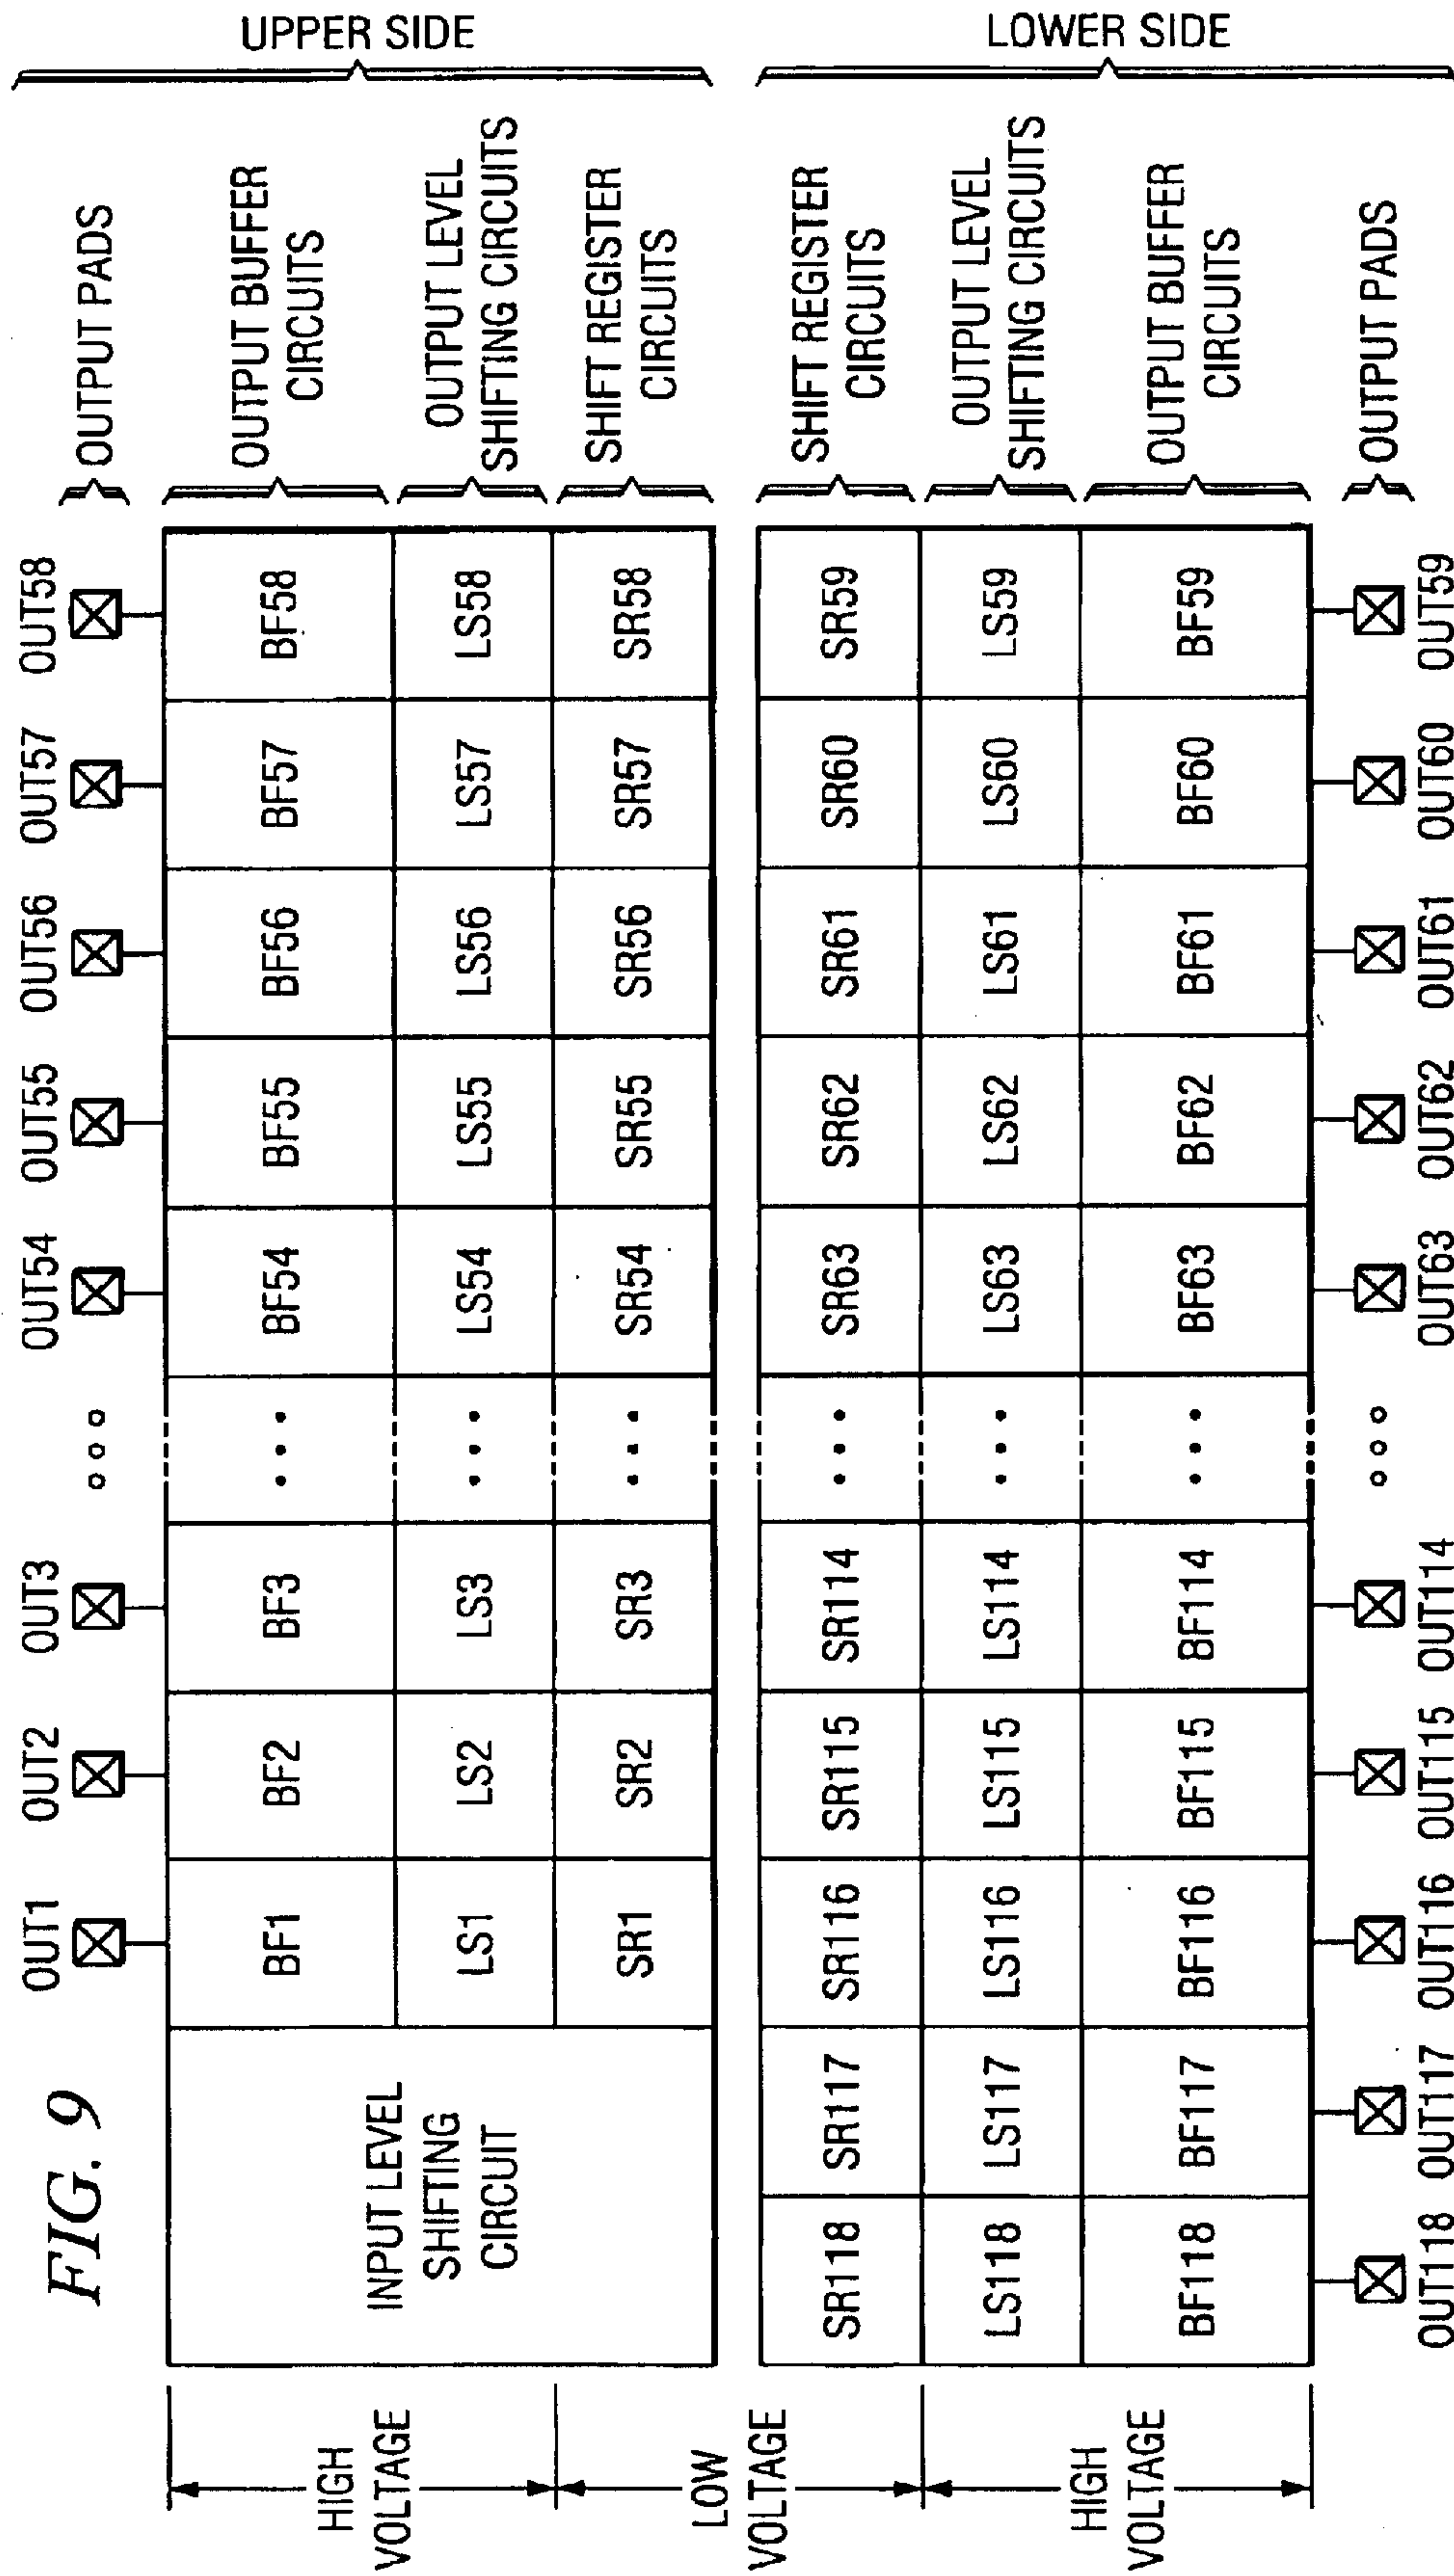 FIG. 9
UPPER SIDE
LOWER SIDE
OUT1 OUT2 OUT3 OUT54 OUT55 OUT56 OUT57 OUT58
OUTPUT PADS
INPUT LEVEL
SHIFTING
CIRCUIT
BF1 BF2 BF3 BF54 BF55 BF56 BF57 BF58
OUTPUT BUFFER
CIRCUITS
LS1 LS2 LS3 LS54 LS55 LS56 LS57 LS58
OUTPUT LEVEL
SHIFTING CIRCUITS
SR1 SR2 SR3 SR54 SR55 SR56 SR57 SR58
SHIFT REGISTER
CIRCUITS
SR118 SR117 SR116 SR115 SR114 SR63 SR62 SR61 SR60 SR59
SHIFT REGISTER
CIRCUITS
LS118 LS117 LS116 LS115 LS114 LS63 LS62 LS61 LS60 LS59
OUTPUT LEVEL
SHIFTING CIRCUITS
BF118 BF117 BF116 BF115 BF114 BF63 BF62 BF61 BF60 BF59
OUTPUT BUFFER
CIRCUITS
OUTPUT PADS
OUT118 OUT117 OUT116 OUT115 OUT114 OUT63 OUT62 OUT61 OUT60 OUT59
HIGH
VOLTAGE
LOW
VOLTAGE
HIGH
VOLTAGE